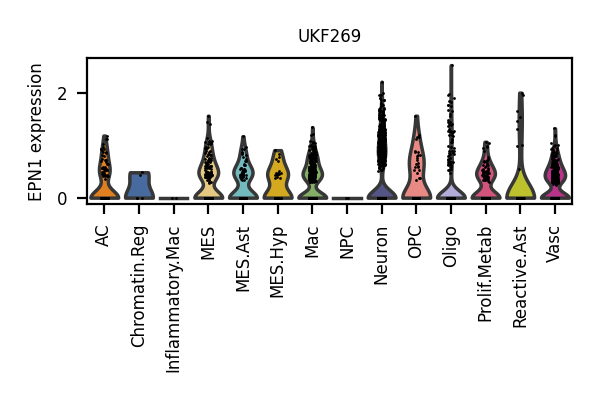 UKF269
EPN1 expression
2
0
AC
Chromatin.Reg
Inflammatory.Mac
MES
MES.Ast
MES.Hyp
Mac
NPC
Neuron
OPC
Oligo
Prolif.Metab
Reactive.Ast
Vasc